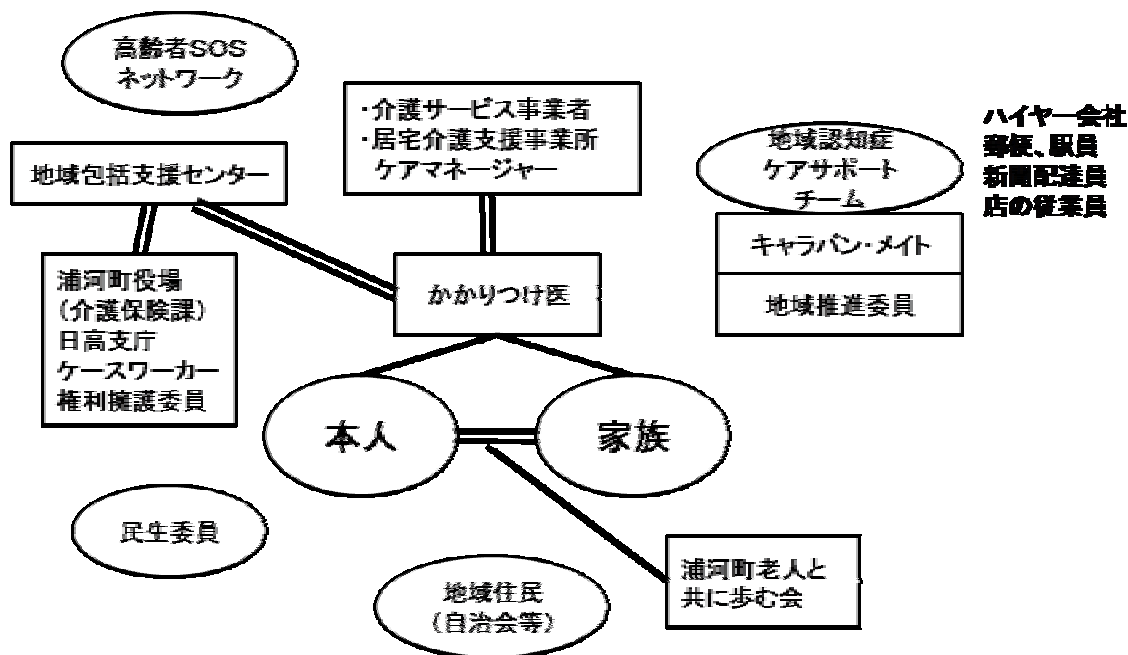 高齢者SOS
ネットワーク
・介護サービス事業者
・居宅介護支援事業所
ケアマネージャー
ハイヤー会社
郵便、駅員
新聞配達員
店の従業員
地域認知症
ケアサポート
チーム
地域包括支援センター
キャラバン・メイト
地域推進委員
浦河町役場
(介護保険課)
日高支庁
ケースワーカー
権利擁護委員
かかりつけ医
本人
家族
民生委員
地域住民
(自治会等)
浦河町老人と
共に歩む会